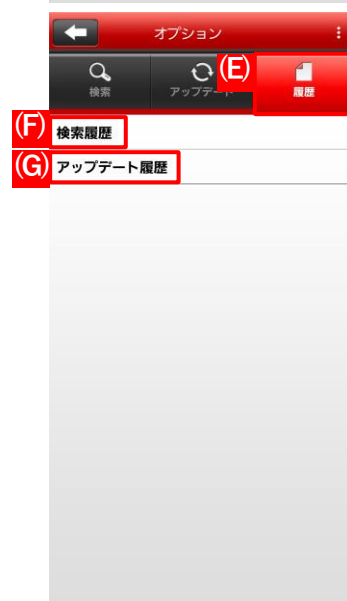 オプション
(E)
検索
アップデート
履歴
(F) 検索履歴
(G) アップデート履歴